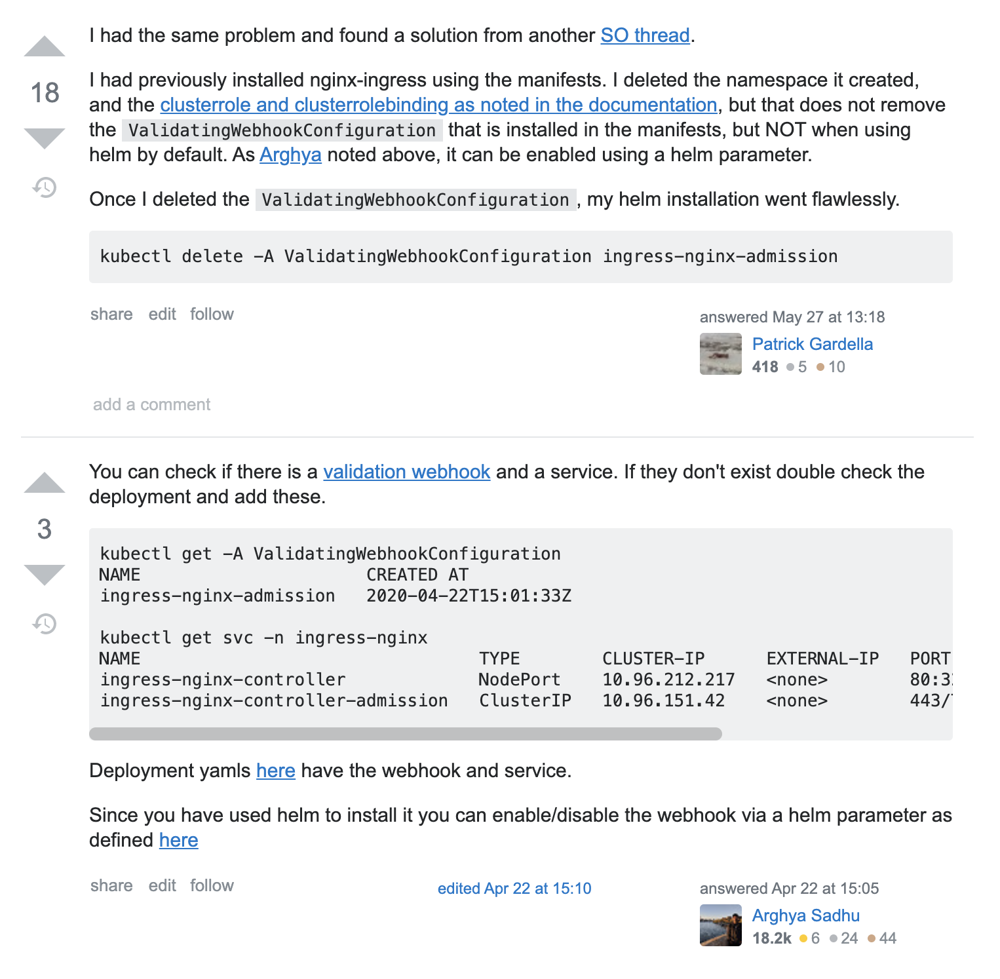 I had the same problem and found a solution from another SO thread.
18
I had previously installed nginx-ingress using the manifests. I deleted the namespace it created,
and the clusterrole and clusterrolebinding as noted in the documentation, but that does not remove
the ValidatingWebhookConfiguration that is installed in the manifests, but NOT when using
helm by default. As Arghya noted above, it can be enabled using a helm parameter.
Once I deleted the ValidatingWebhookConfiguration, my helm installation went flawlessly.
kubectl delete -A ValidatingWebhookConfiguration ingress-nginx-admission
share edit follow
answered May 27 at 13:18
Patrick Gardella
418 ● 5 ● 10
add a comment
You can check if there is a validation webhook and a service. If they don't exist double check the
deployment and add these.
3
kubectl get -A ValidatingWebhookConfiguration
NAME                      CREATED AT
ingress-nginx-admission   2020-04-22T15:01:33Z
kubectl get svc -n ingress-nginx
NAME                                 TYPE        CLUSTER-IP      EXTERNAL-IP   PORT
ingress-nginx-controller             NodePort    10.96.212.217   <none>        80:3
ingress-nginx-controller-admission   ClusterIP   10.96.151.42    <none>        443/
Deployment yamls here have the webhook and service.
Since you have used helm to install it you can enable/disable the webhook via a helm parameter as
defined here
share edit follow
edited Apr 22 at 15:10
answered Apr 22 at 15:05
Arghya Sadhu
18.2k ● 6 ● 24 ● 44